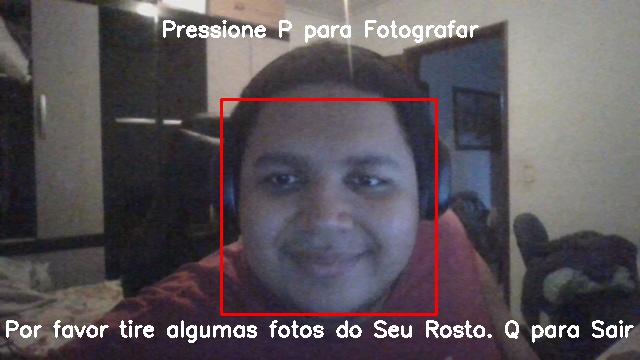 Pressione P para Fotografar
Por favor tire algumas fotos do Seu Rosto. Q para Sair